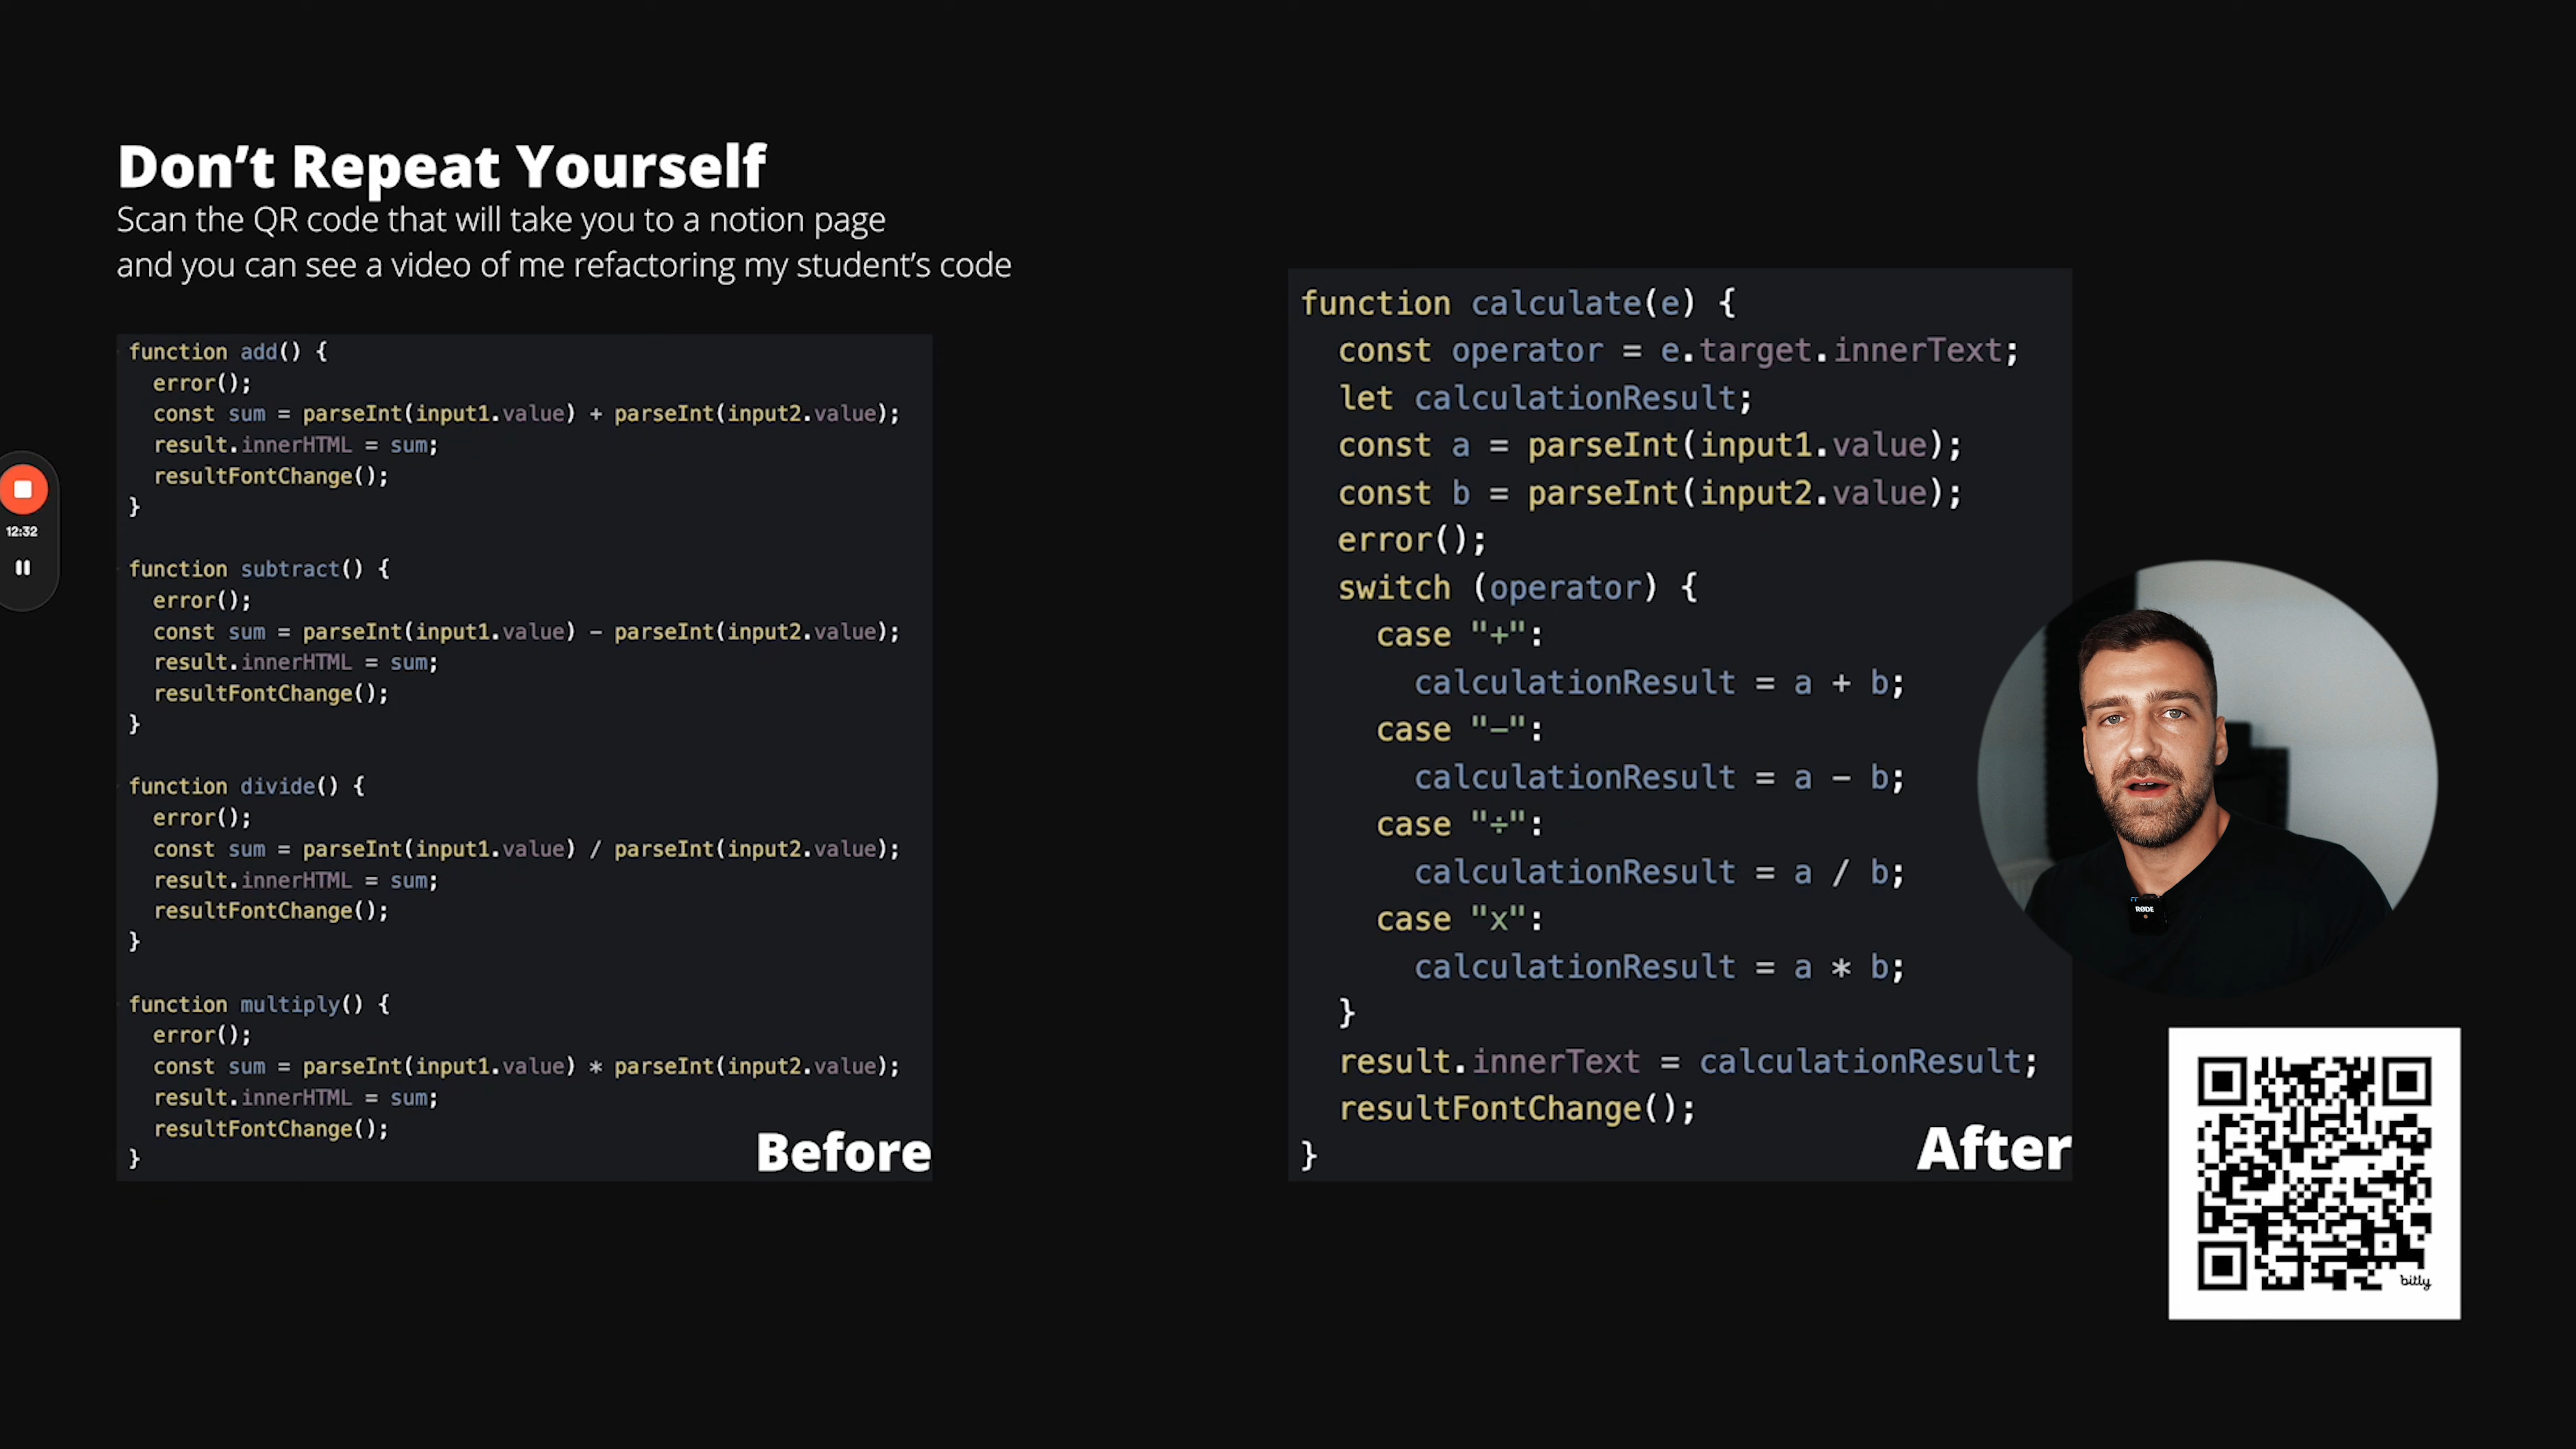 Don’t Repeat Yourself
Scan the QR code that will take you to a notion page
and you can see a video of me refactoring my student’s code
function add() {
  error();
  const sum = parseInt(input1.value) + parseInt(input2.value);
  result.innerHTML = sum;
  resultFontChange();
}
function subtract() {
  error();
  const sum = parseInt(input1.value) - parseInt(input2.value);
  result.innerHTML = sum;
  resultFontChange();
}
function divide() {
  error();
  const sum = parseInt(input1.value) / parseInt(input2.value);
  result.innerHTML = sum;
  resultFontChange();
}
function multiply() {
  error();
  const sum = parseInt(input1.value) * parseInt(input2.value);
  result.innerHTML = sum;
  resultFontChange();
}
Before
12:32
function calculate(e) {
  const operator = e.target.innerText;
  let calculationResult;
  const a = parseInt(input1.value);
  const b = parseInt(input2.value);
  error();
  switch (operator) {
    case "+":
      calculationResult = a + b;
    case "−":
      calculationResult = a - b;
    case "÷":
      calculationResult = a / b;
    case "x":
      calculationResult = a * b;
  }
  result.innerText = calculationResult;
  resultFontChange();
}
After
RØDE
bitly